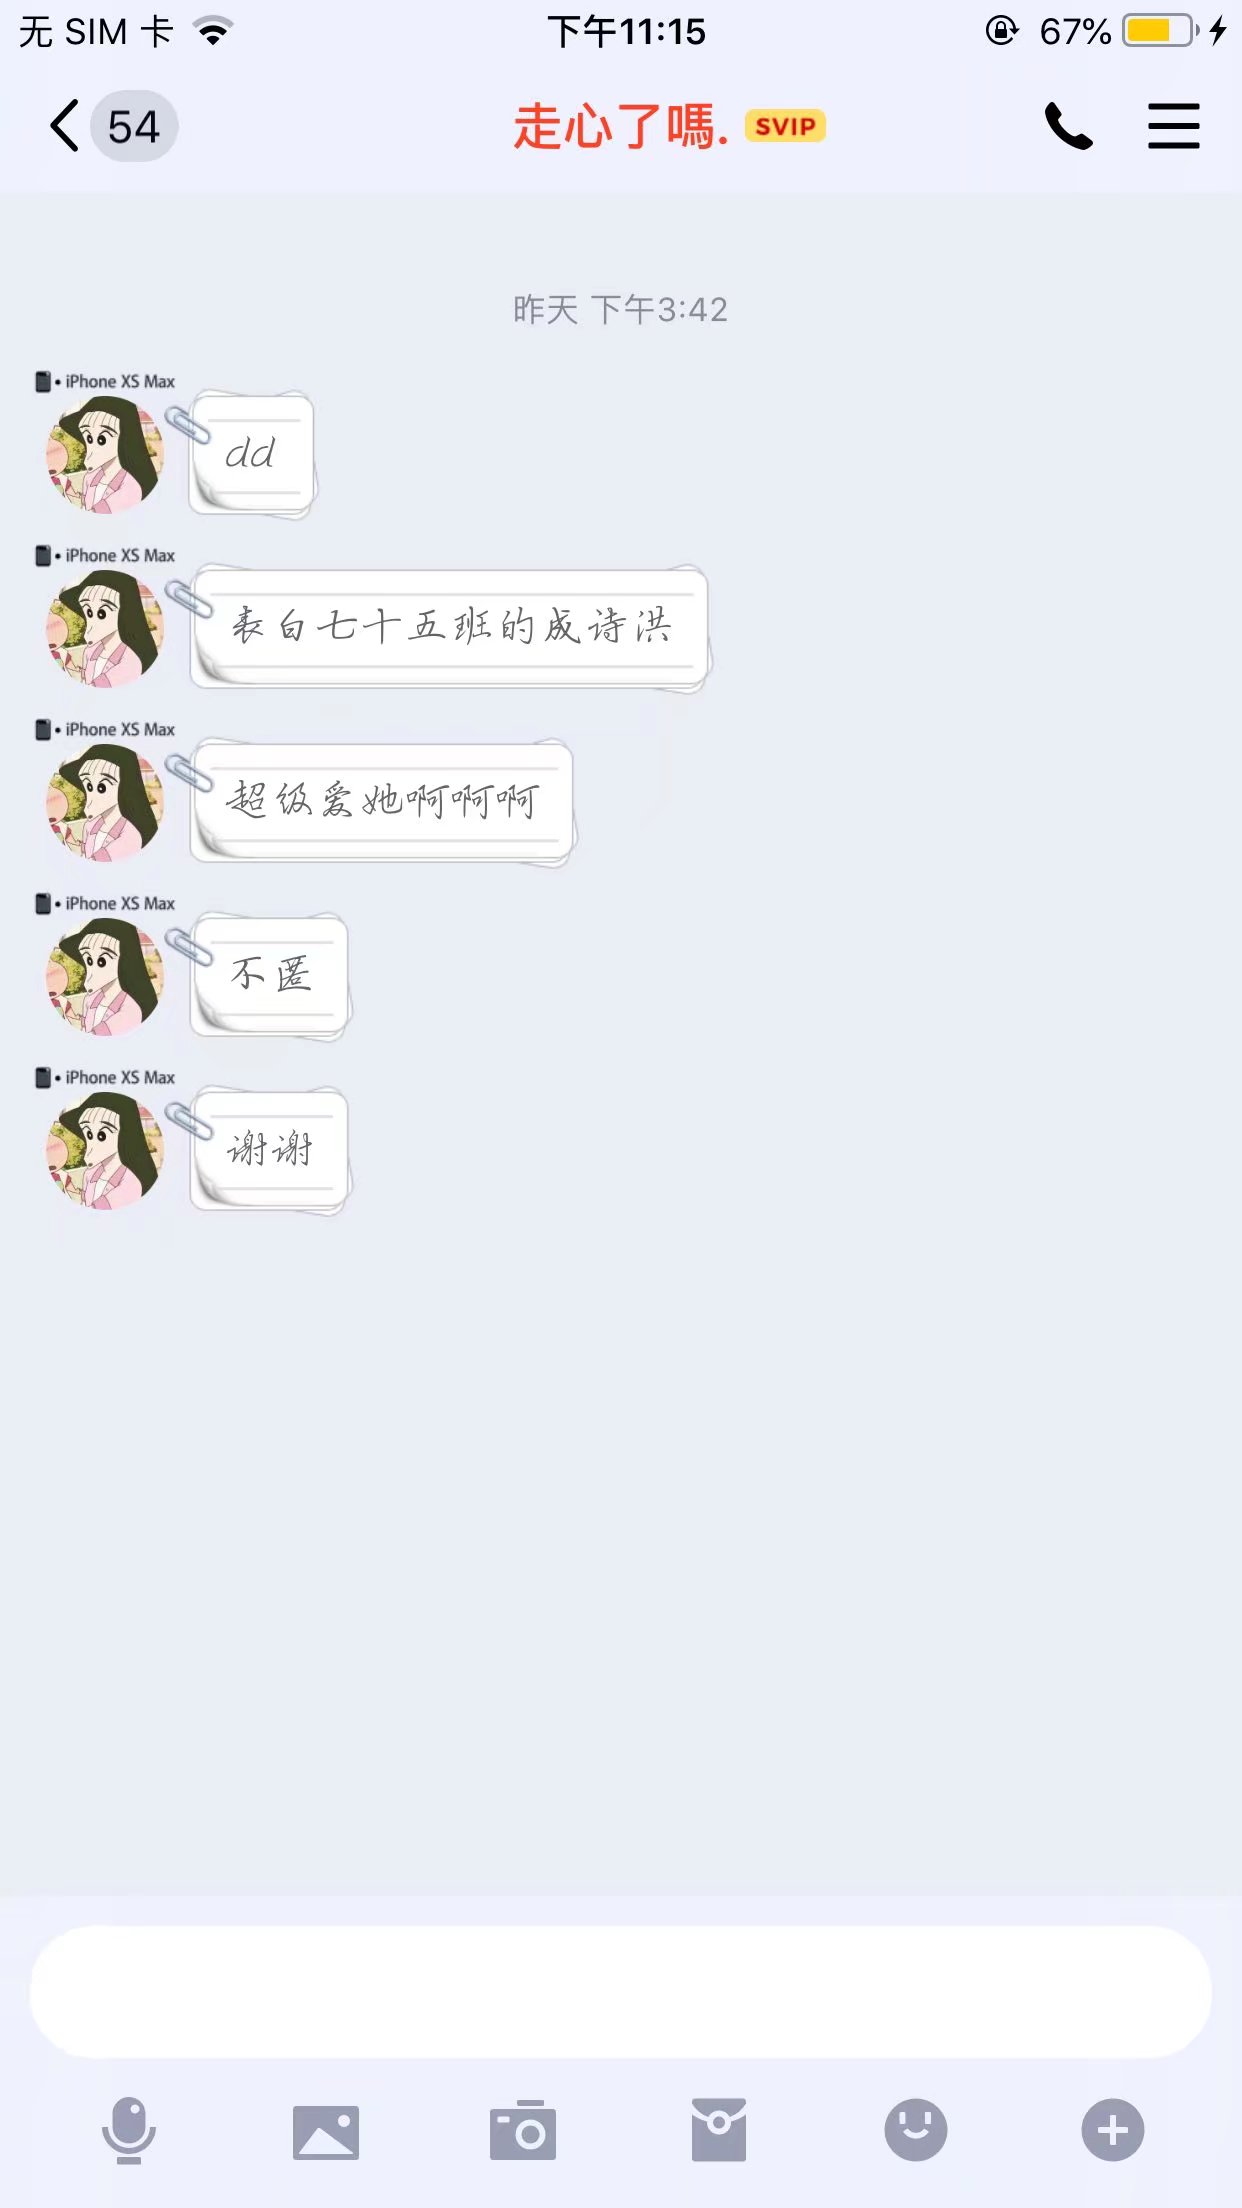 无 SIM 卡 下午11:15 67%
54 走心了嗎. SVIP
昨天 下午3:42
• iPhone XS Max
dd
• iPhone XS Max
表白七十五班的成诗洪
• iPhone XS Max
超级爱她啊啊啊
• iPhone XS Max
不匿
• iPhone XS Max
谢谢